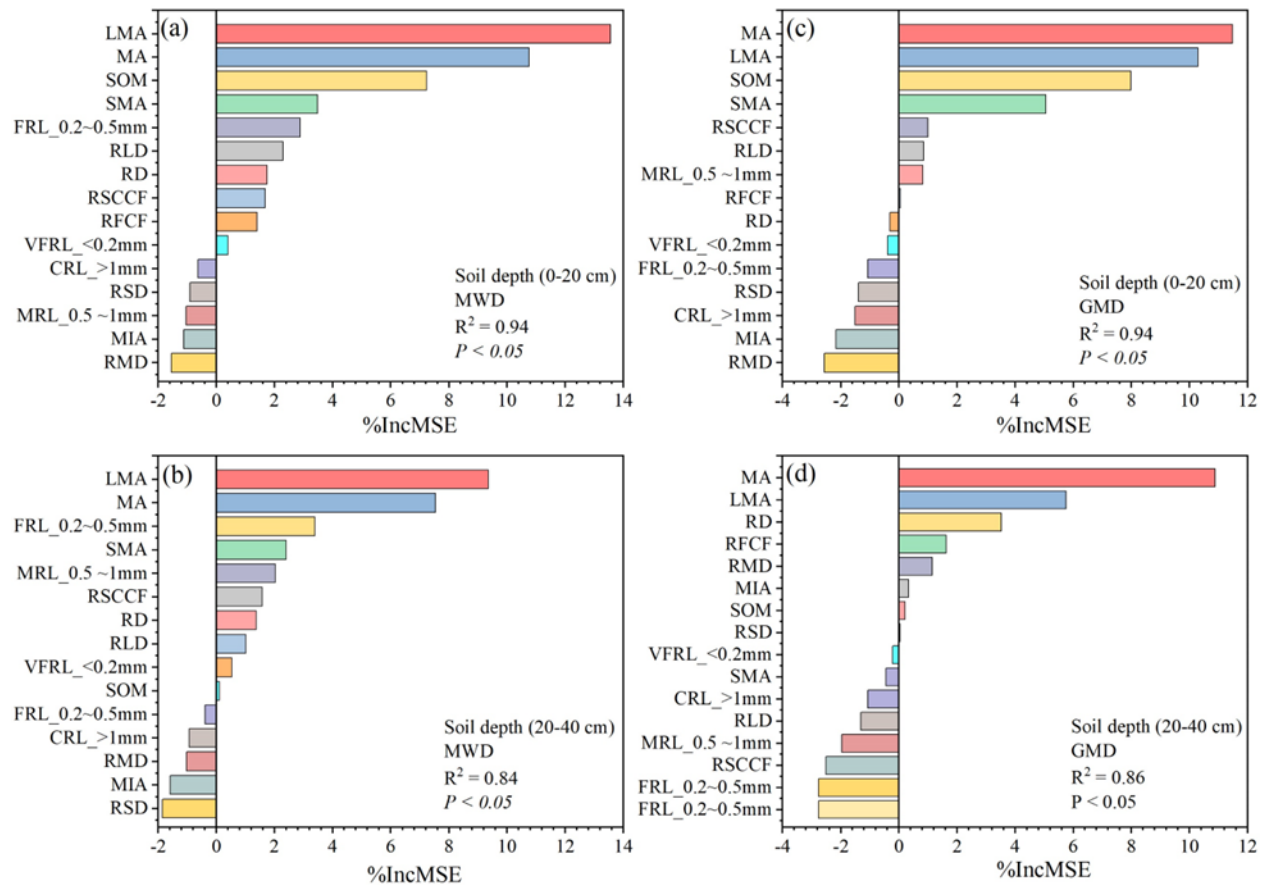 (a)
LMA
MA
SOM
SMA
FRL_0.2~0.5mm
RLD
RD
RSCCF
RFCF
VFRL_<0.2mm
CRL_>1mm
RSD
MRL_0.5 ~1mm
MIA
RMD
Soil depth (0-20 cm)
MWD
R² = 0.94
P < 0.05
-2 0 2 4 6 8 10 12 14
%IncMSE
(c)
MA
LMA
SOM
SMA
RSCCF
RLD
MRL_0.5 ~1mm
RFCF
RD
VFRL_<0.2mm
FRL_0.2~0.5mm
RSD
CRL_>1mm
MIA
RMD
Soil depth (0-20 cm)
GMD
R² = 0.94
P < 0.05
-4 -2 0 2 4 6 8 10 12
%IncMSE
(b)
LMA
MA
FRL_0.2~0.5mm
SMA
MRL_0.5 ~1mm
RSCCF
RD
RLD
VFRL_<0.2mm
SOM
FRL_0.2~0.5mm
CRL_>1mm
RMD
MIA
RSD
Soil depth (20-40 cm)
MWD
R² = 0.84
P < 0.05
-2 0 2 4 6 8 10 12 14
%IncMSE
(d)
MA
LMA
RD
RFCF
RMD
MIA
SOM
RSD
VFRL_<0.2mm
SMA
CRL_>1mm
RLD
MRL_0.5 ~1mm
RSCCF
FRL_0.2~0.5mm
FRL_0.2~0.5mm
Soil depth (20-40 cm)
GMD
R² = 0.86
P < 0.05
-4 -2 0 2 4 6 8 10 12
%IncMSE